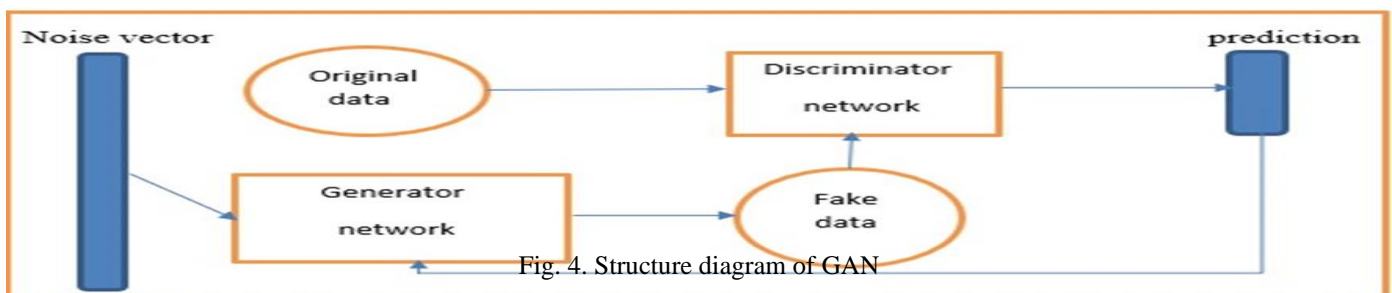 Noise vector
prediction
Original
data
Discriminator
network
Generator
network
Fake
data
Fig. 4. Structure diagram of GAN